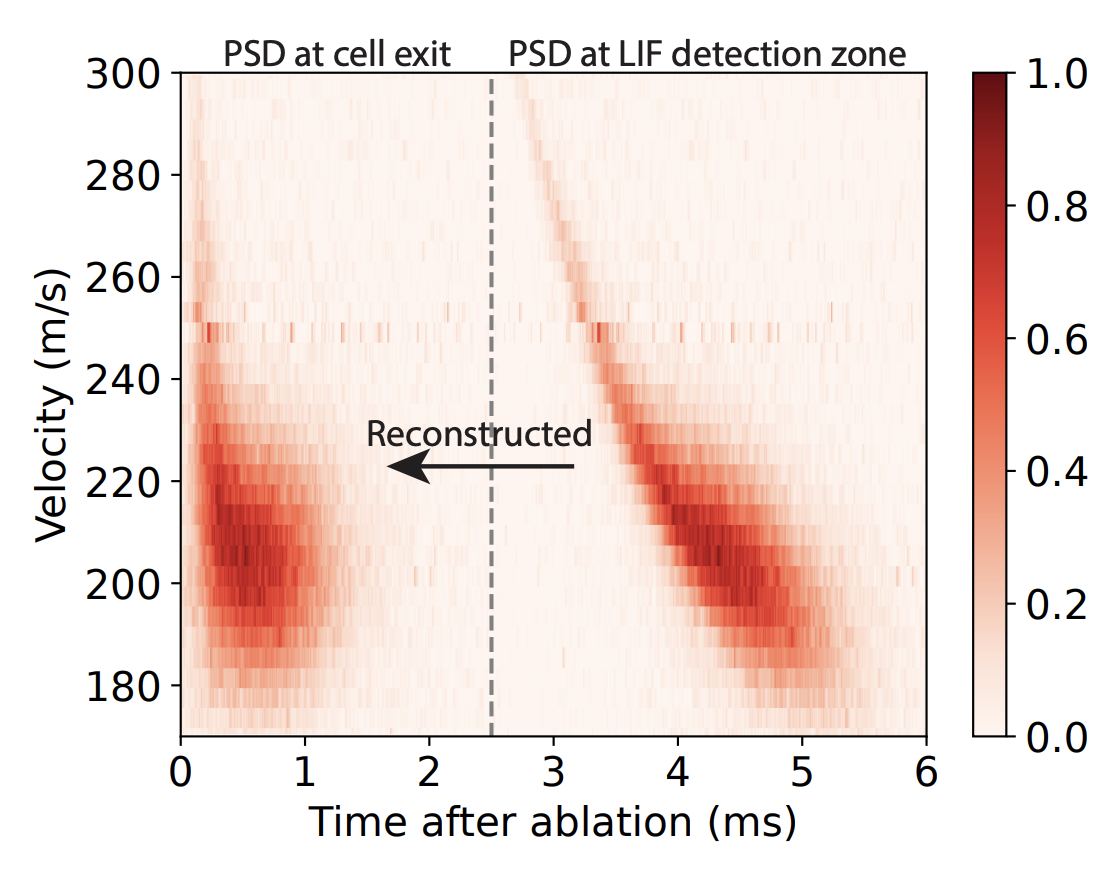 PSD at cell exit
PSD at LIF detection zone
300
280
260
240
220
200
180
Velocity (m/s)
Reconstructed
0 1 2 3 4 5 6
Time after ablation (ms)
1.0
0.8
0.6
0.4
0.2
0.0